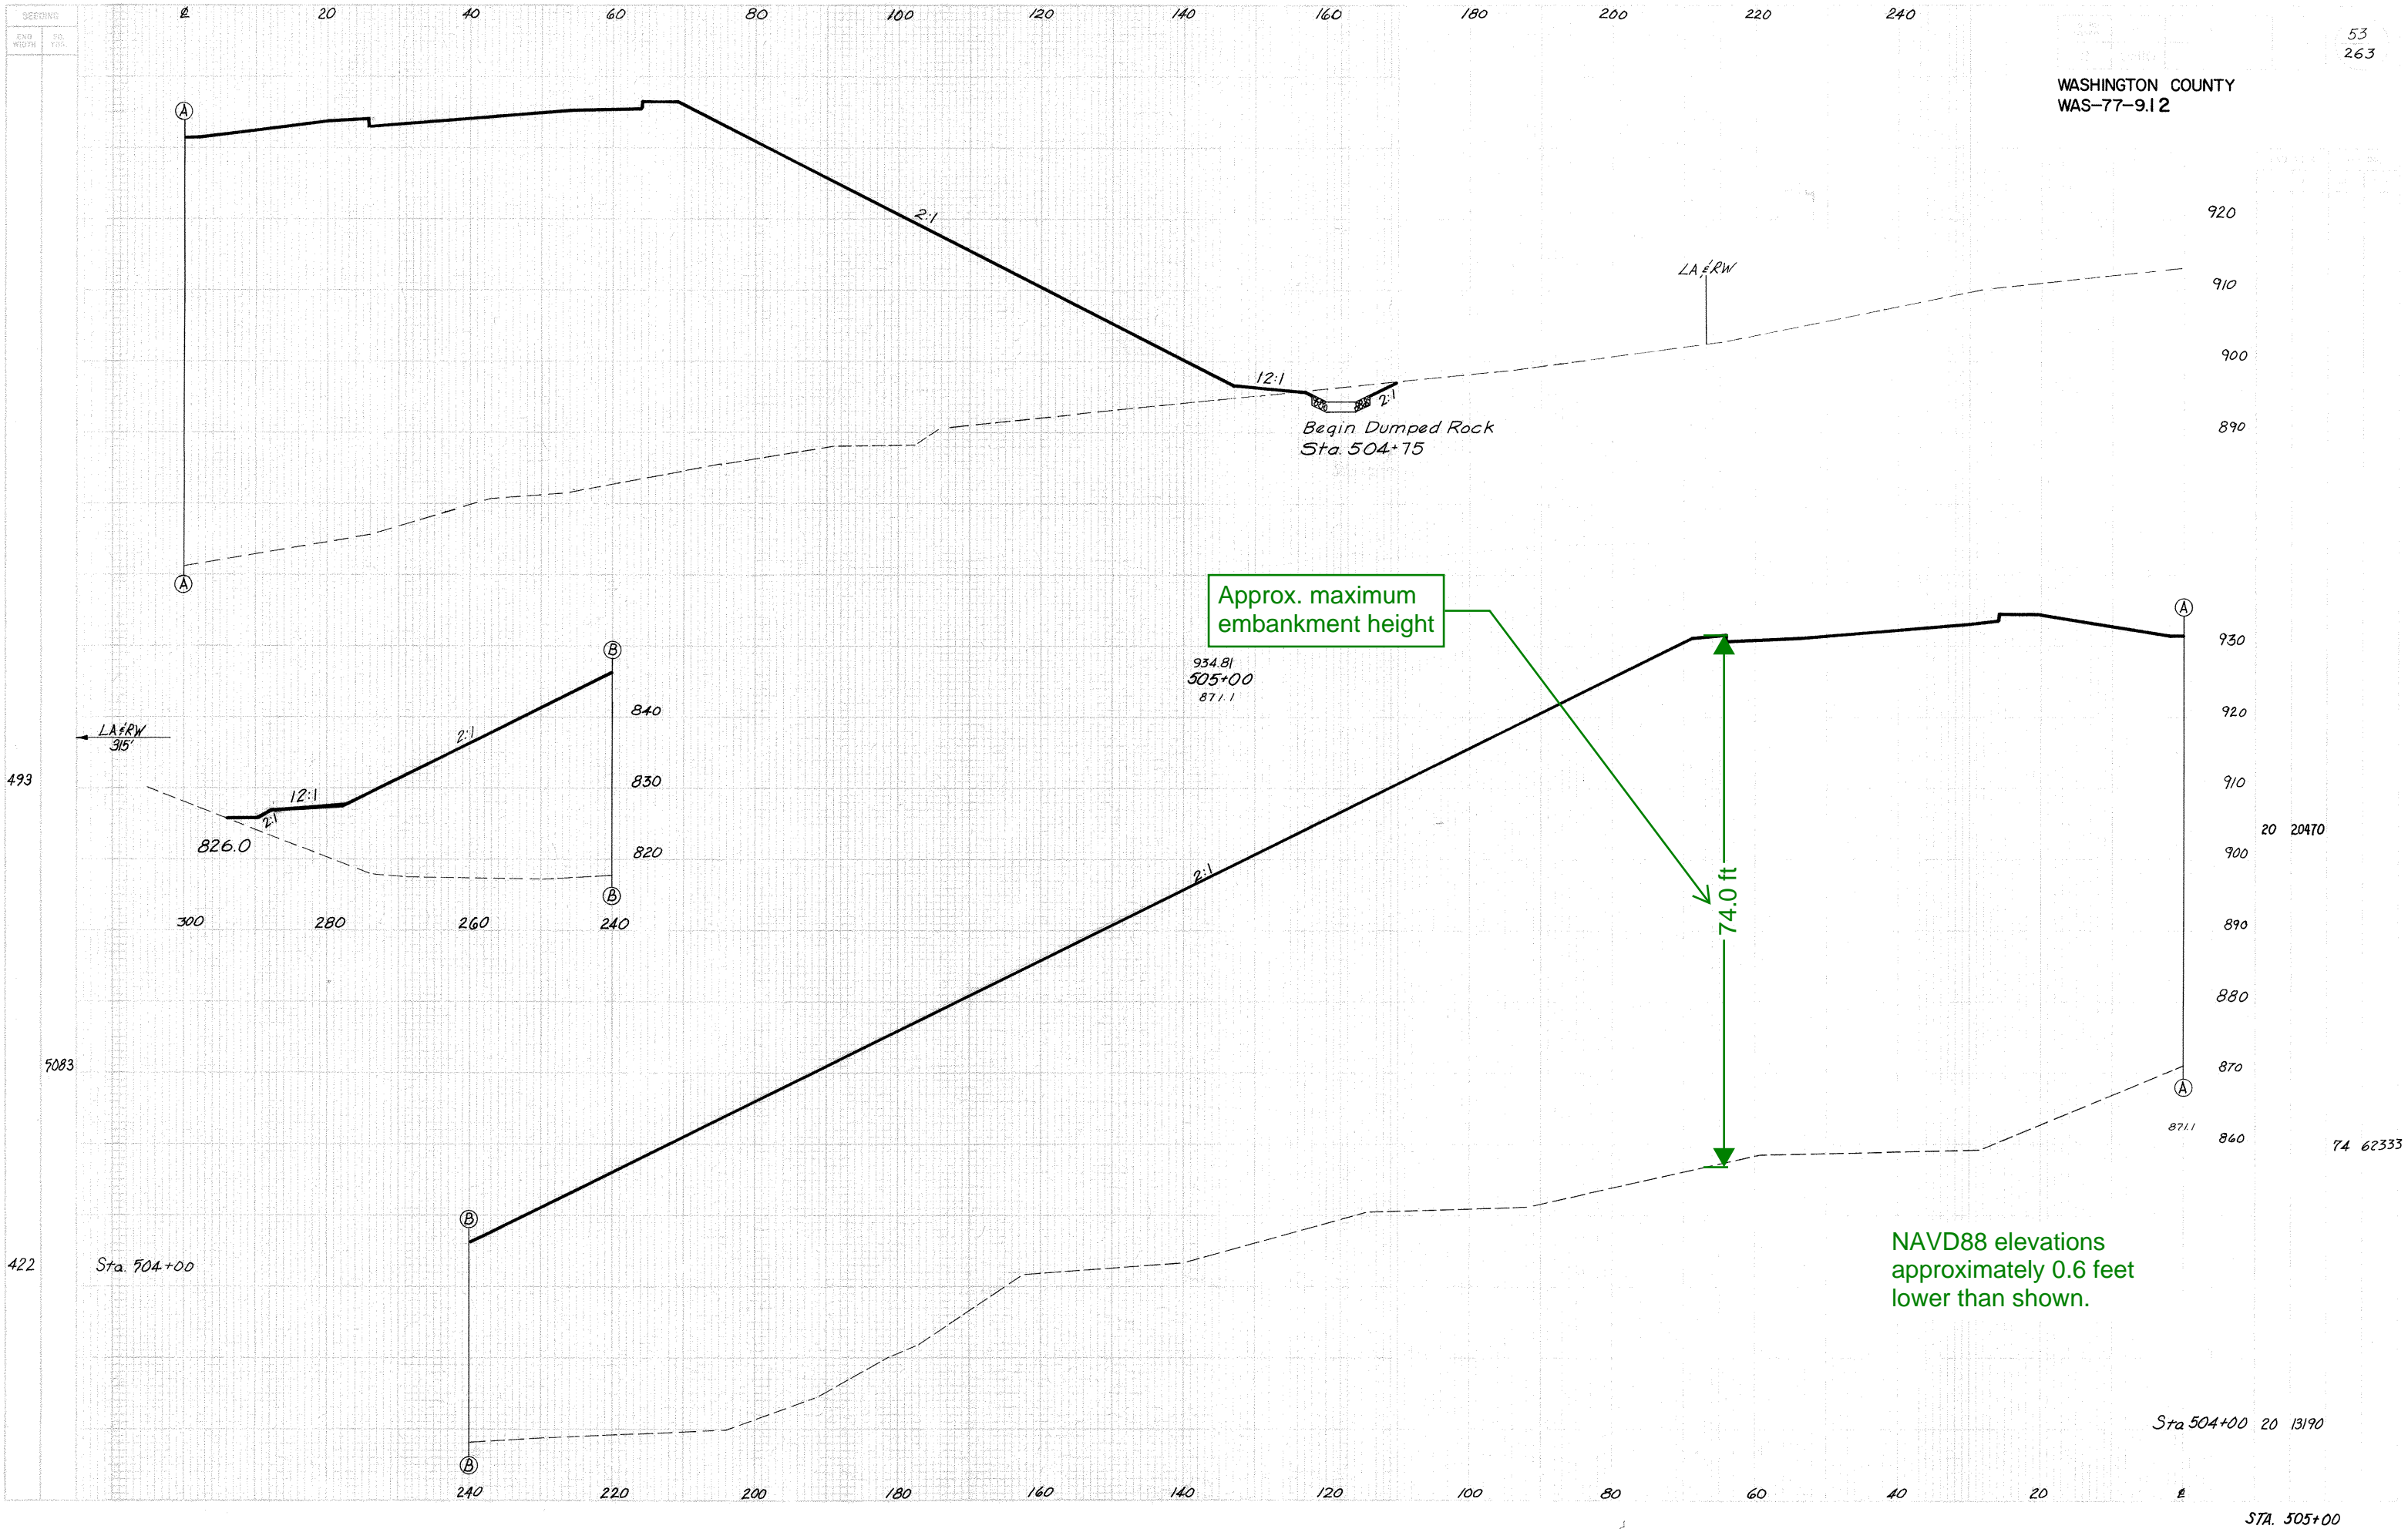 SEEDING
END WIDTH
SQ. YDS.
℄ 20 40 60 80 100 120 140 160 180 200 220 240
53
263
WASHINGTON COUNTY
WAS-77-9.12
A
2:1
920
LA & RW
910
900
12:1
2:1
Begin Dumped Rock
Sta. 504+75
890
A
Approx. maximum
embankment height
A
B
930
934.81
505+00
871.1
840
920
LA & RW
315'
2:1
493
830
910
12:1
2:1
826.0
820
20 20470
900
2:1
B
74.0 ft
300 280 260 240
890
880
5083
870
A
871.1
860
74 62333
B
NAVD88 elevations
approximately 0.6 feet
lower than shown.
422
Sta. 504+00
Sta 504+00 20 13190
B
240 220 200 180 160 140 120 100 80 60 40 20 ℄
STA. 505+00